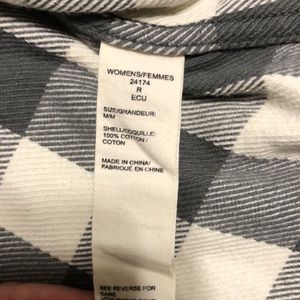 WOMENS/FEMMES
24174
R
ECU
SIZE/GRANDEUR:
M/M
SHELL/COQUILLE:
100% COTTON /
COTON
MADE IN CHINA/
FABRIQUÉ EN CHINE
SEE REVERSE FOR
CARE